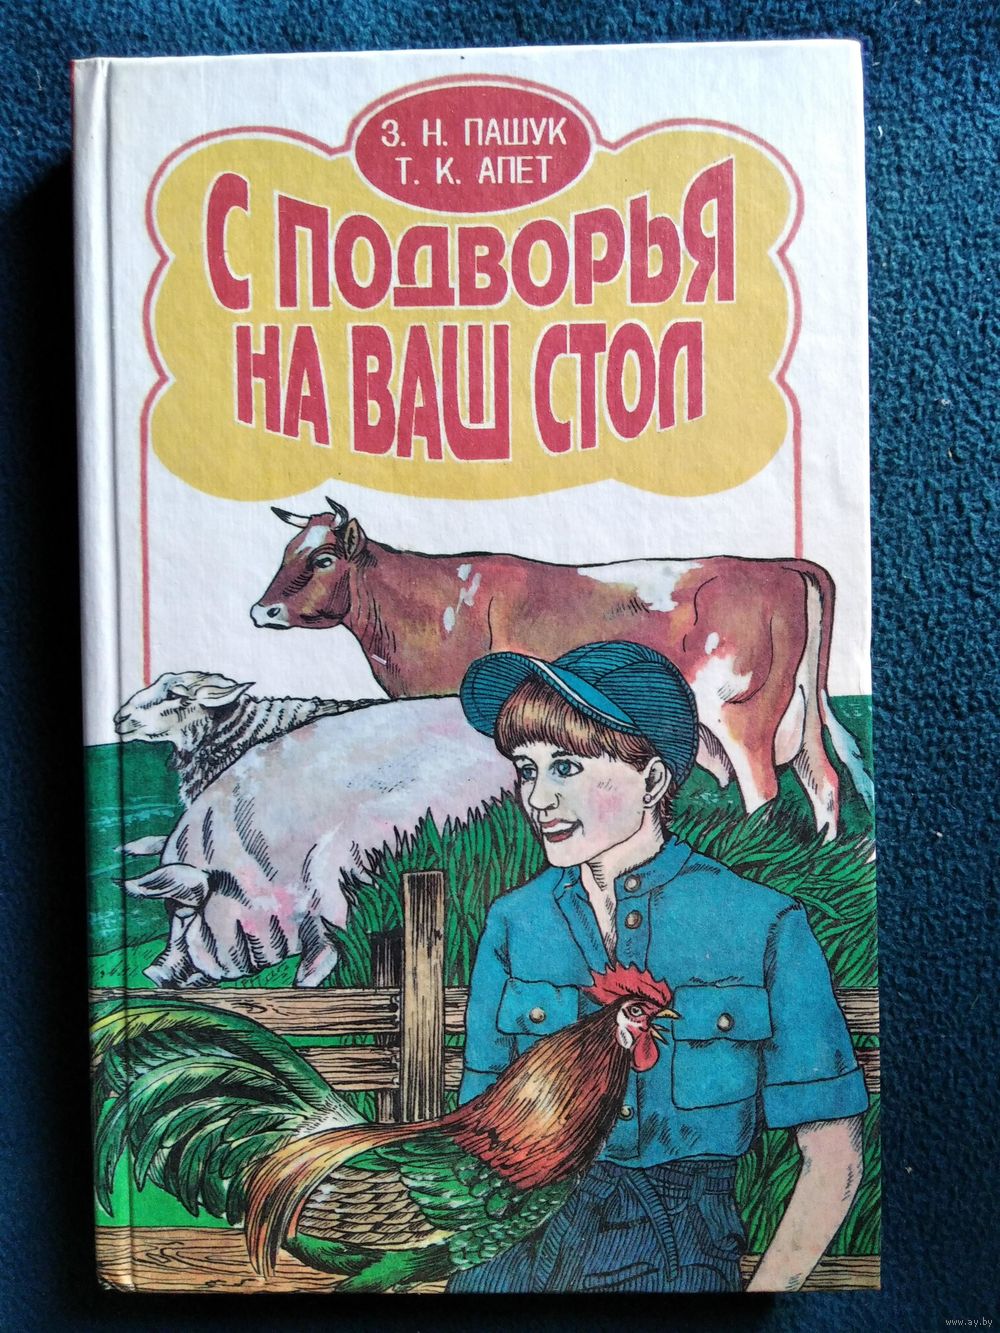 З. Н. ПАШУК
Т. К. АПЕТ
С ПОДВОРЬЯ
НА ВАШ СТОЛ
www.ay.by